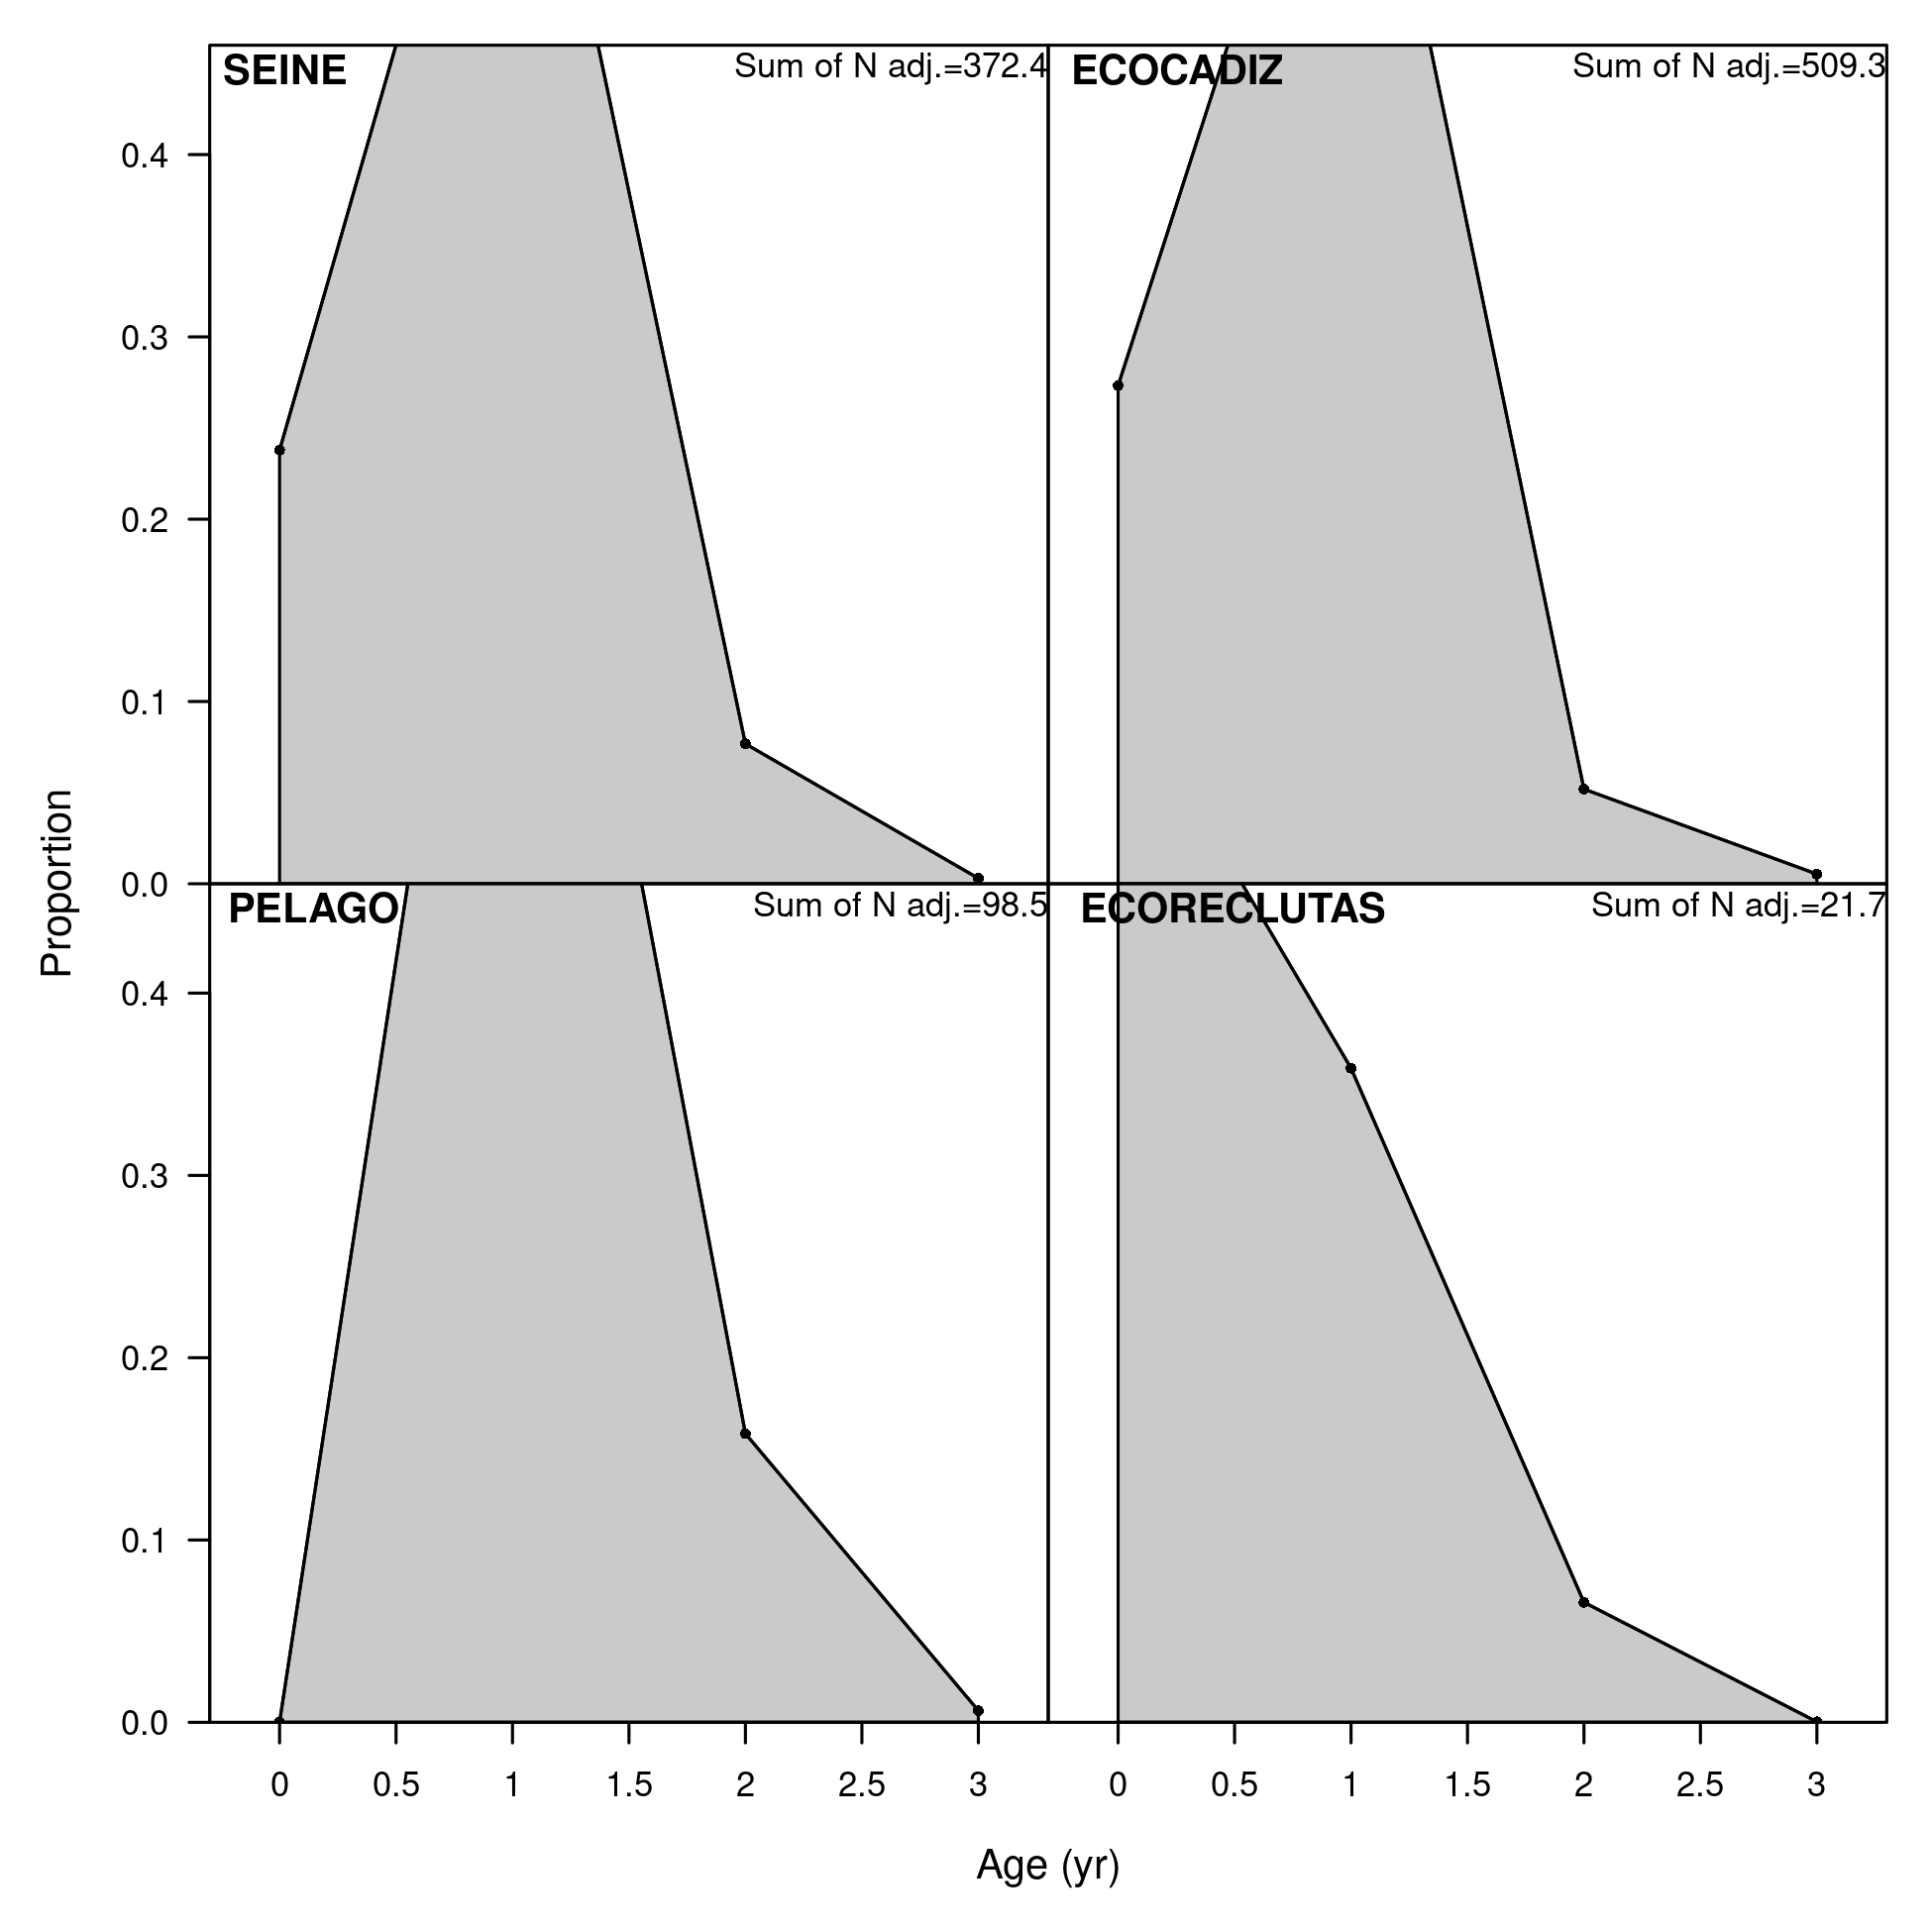 SEINE
Sum of N adj.=372.4
ECOCADIZ
Sum of N adj.=509.3
0.4
0.3
0.2
0.1
0.0
PELAGO
Sum of N adj.=98.5
ECORECLUTAS
Sum of N adj.=21.7
0.4
0.3
0.2
0.1
0.0
Proportion
0 0.5 1 1.5 2 2.5 3
0 0.5 1 1.5 2 2.5 3
Age (yr)